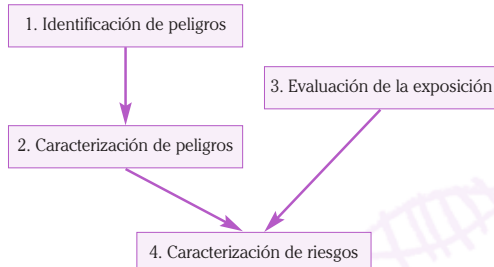 1. Identificación de peligros
3. Evaluación de la exposición
2. Caracterización de peligros
4. Caracterización de riesgos